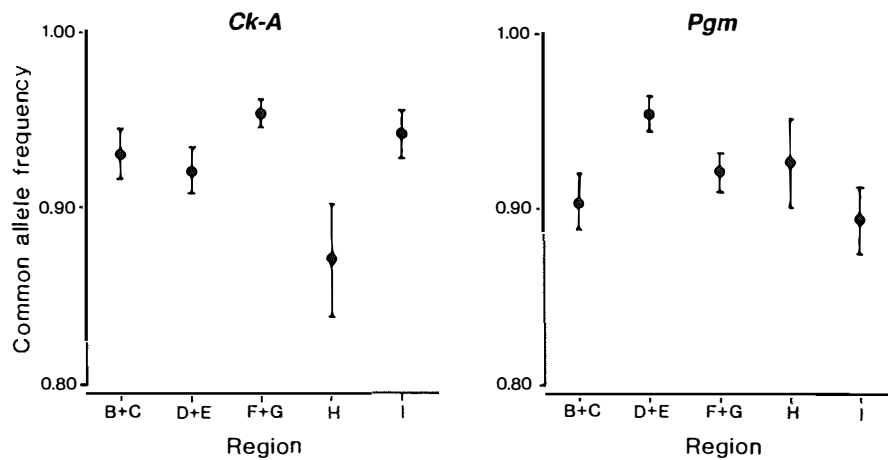 Ck-A
1.00
0.90
0.80
Common allele frequency
B+C D+E F+G H I
Region
Pgm
1.00
0.90
0.80
B+C D+E F+G H I
Region